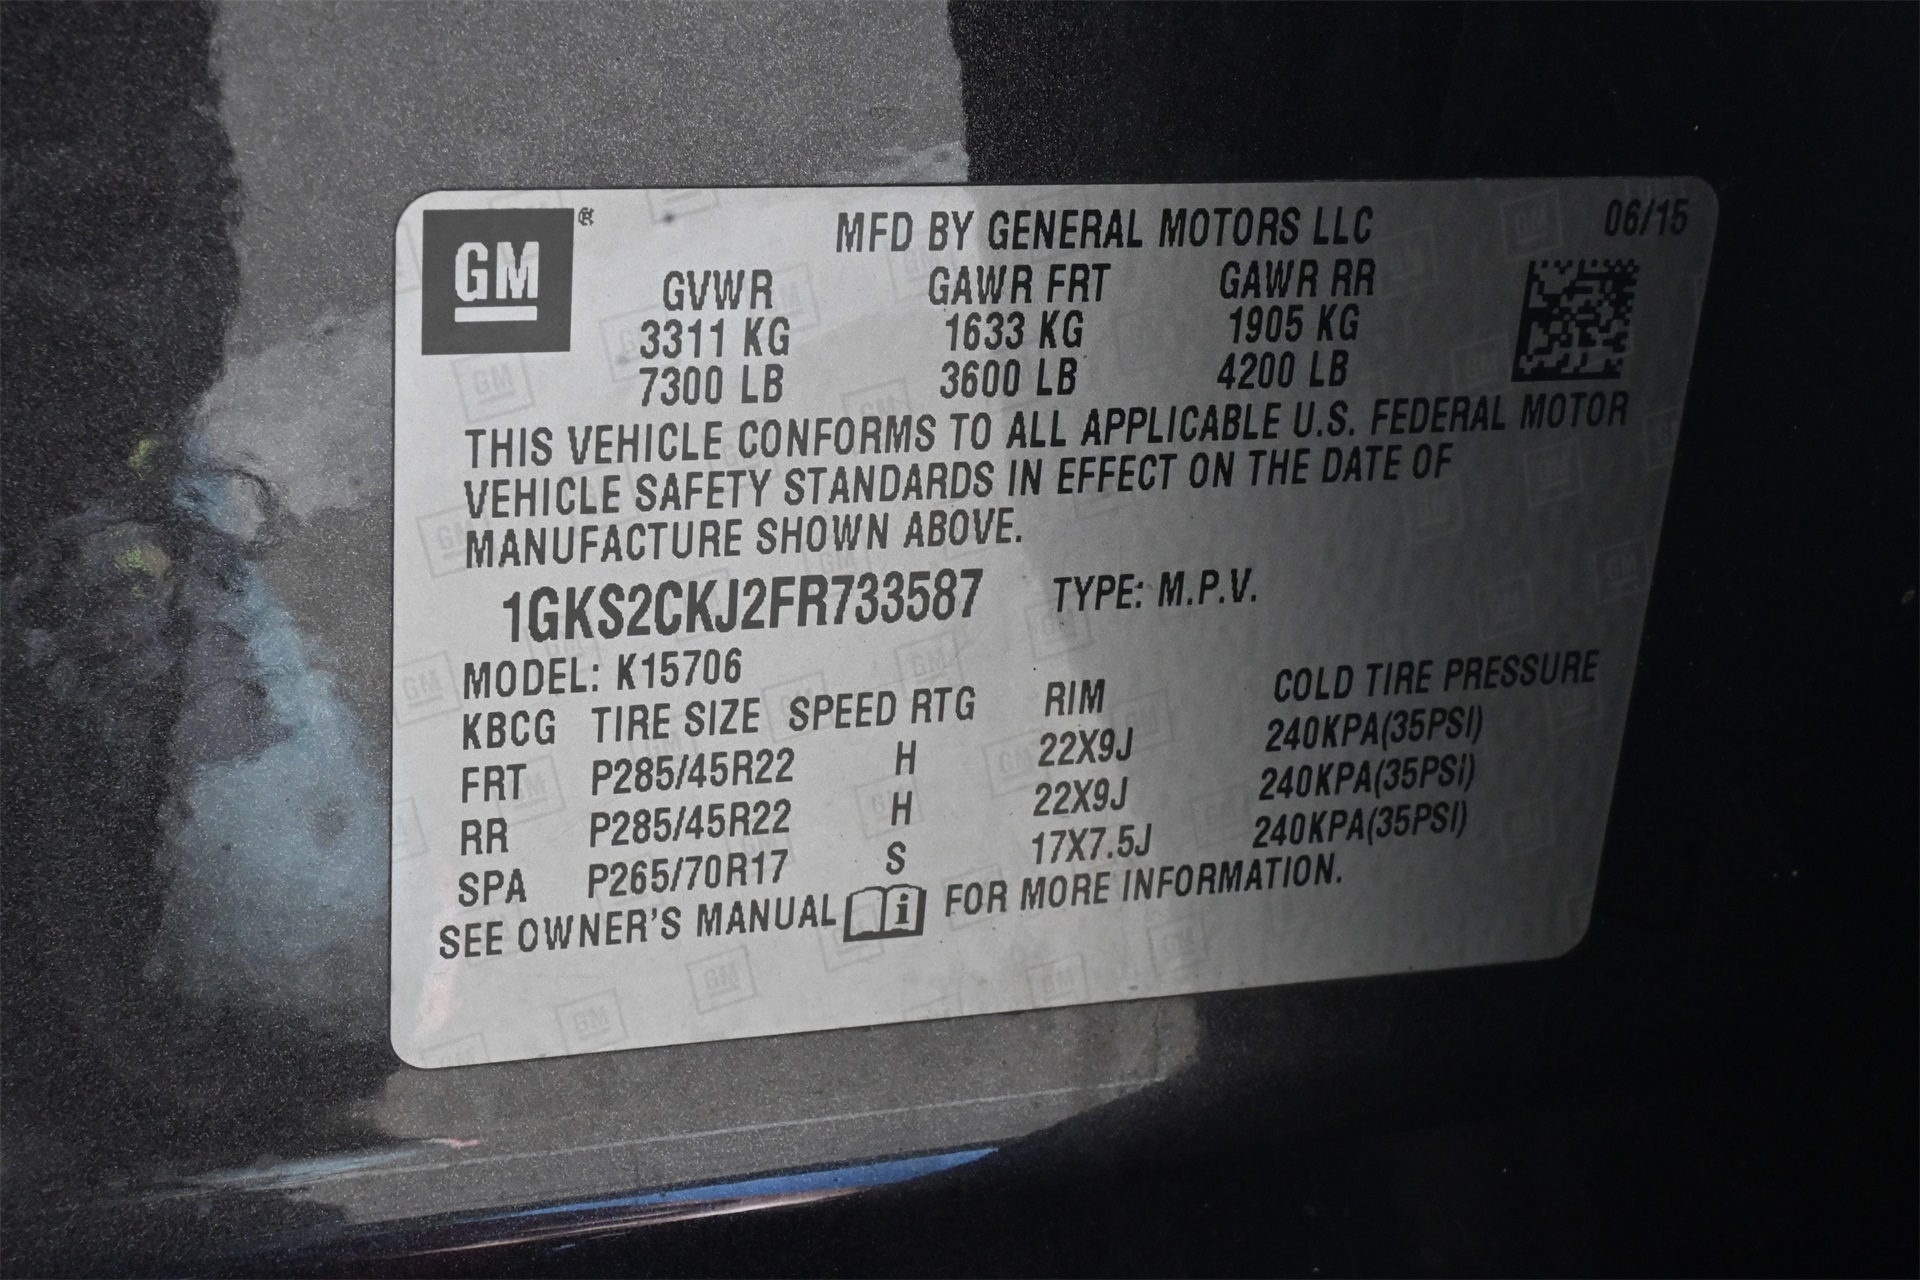 GM ®
MFD BY GENERAL MOTORS LLC 06/15
GVWR GAWR FRT GAWR RR
3311 KG 1633 KG 1905 KG
7300 LB 3600 LB 4200 LB
THIS VEHICLE CONFORMS TO ALL APPLICABLE U.S. FEDERAL MOTOR
VEHICLE SAFETY STANDARDS IN EFFECT ON THE DATE OF
MANUFACTURE SHOWN ABOVE.
1GKS2CKJ2FR733587 TYPE: M.P.V.
MODEL: K15706
KBCG TIRE SIZE SPEED RTG RIM COLD TIRE PRESSURE
FRT P285/45R22 H 22X9J 240KPA(35PSI)
RR P285/45R22 H 22X9J 240KPA(35PSI)
SPA P265/70R17 S 17X7.5J 240KPA(35PSI)
SEE OWNER'S MANUAL i FOR MORE INFORMATION.